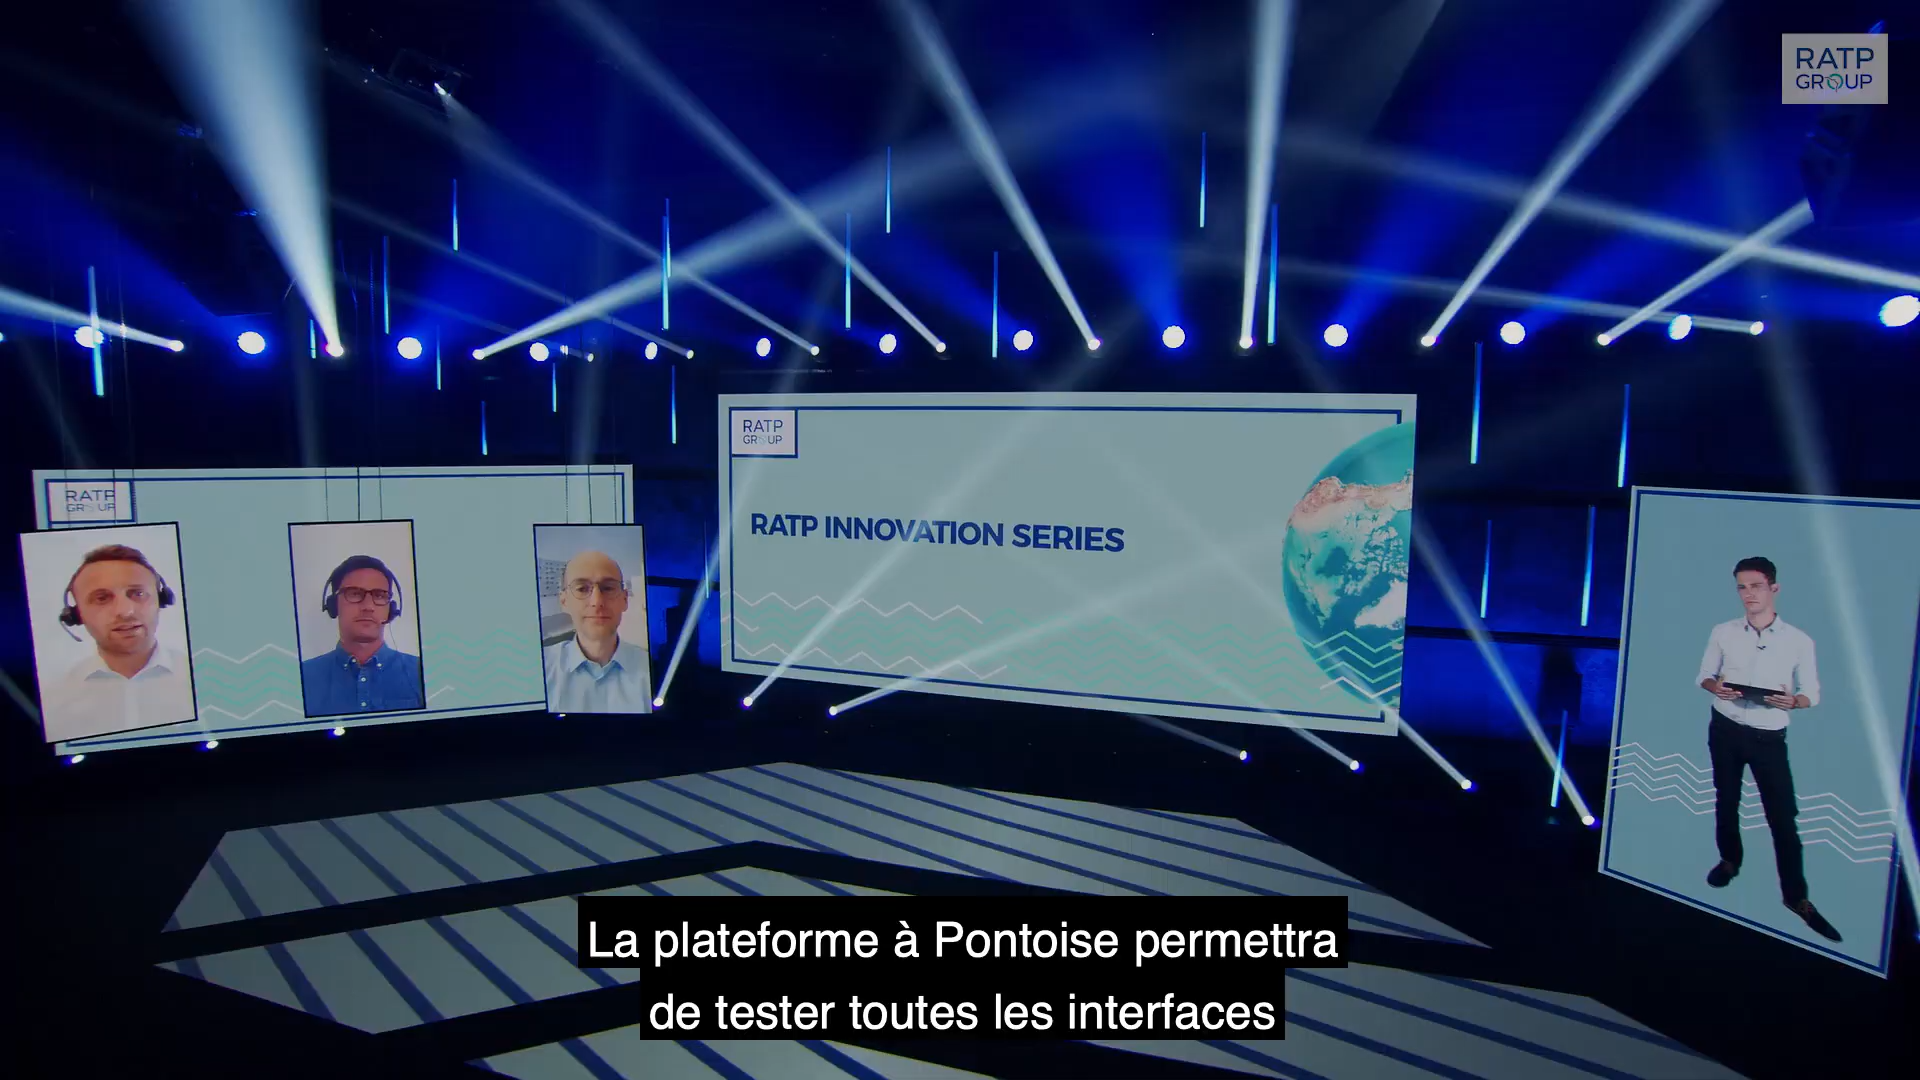 RATP
GROUP
RATP
GROUP
RATP INNOVATION SERIES
RATP
GROUP
La plateforme à Pontoise permettra
de tester toutes les interfaces